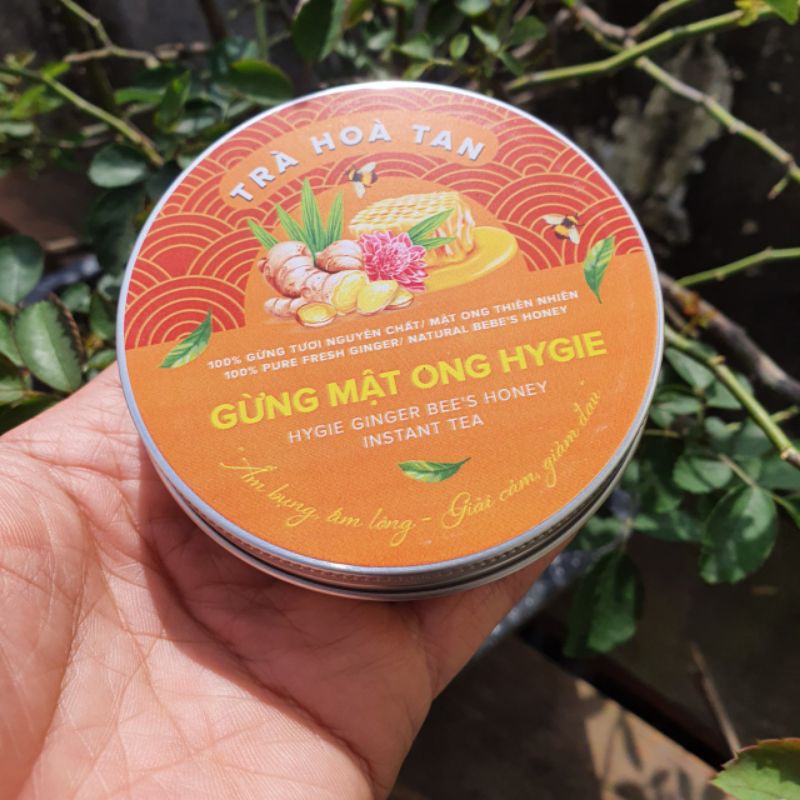 TRÀ HOÀ TAN
100% GỪNG TƯƠI NGUYÊN CHẤT/ MẬT ONG THIÊN NHIÊN
100% PURE FRESH GINGER/ NATURAL BEBE'S HONEY
GỪNG MẬT ONG HYGIE
HYGIE GINGER BEE'S HONEY
INSTANT TEA
"Ấm bụng, ấm lòng - Giải cảm, giảm đau"